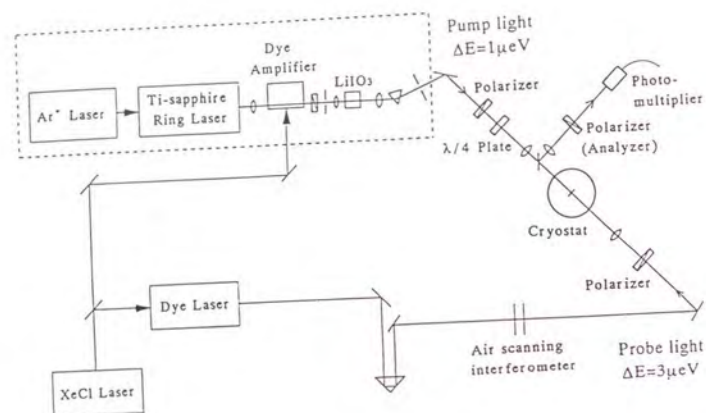 Pump light
ΔE=1μeV
Dye
Amplifier
LiIO₃
Polarizer
Photo-
multiplier
Ar⁺ Laser
Ti-sapphire
Ring Laser
λ/4 Plate
Polarizer
(Analyzer)
Cryostat
Polarizer
Dye Laser
Air scanning
interferometer
Probe light
ΔE=3μeV
XeCl Laser